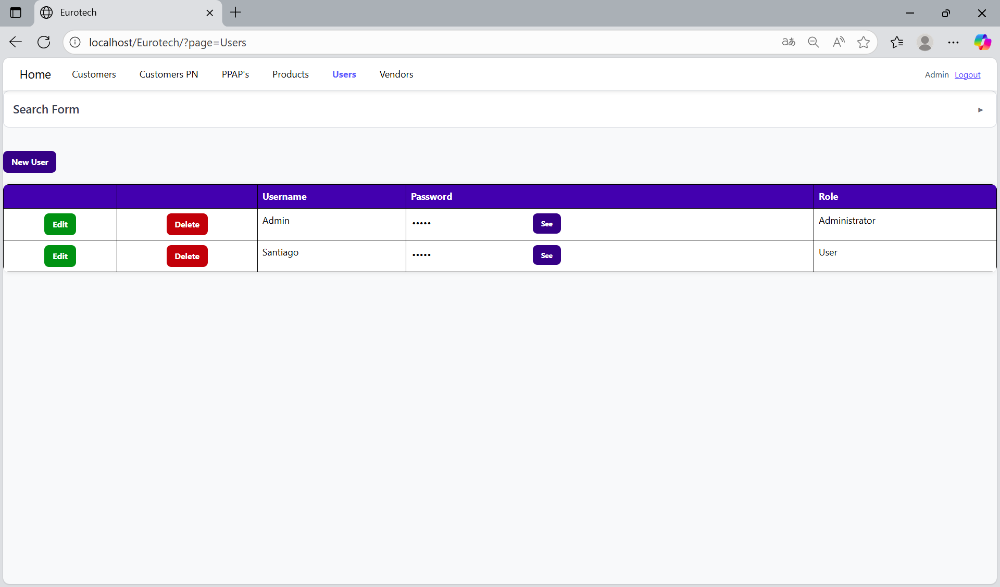 Eurotech
localhost/Eurotech/?page=Users
Home Customers Customers PN PPAP's Products Users Vendors Admin Logout
Search Form
New User
Username Password Role
Edit Delete Admin ••••• See Administrator
Edit Delete Santiago ••••• See User